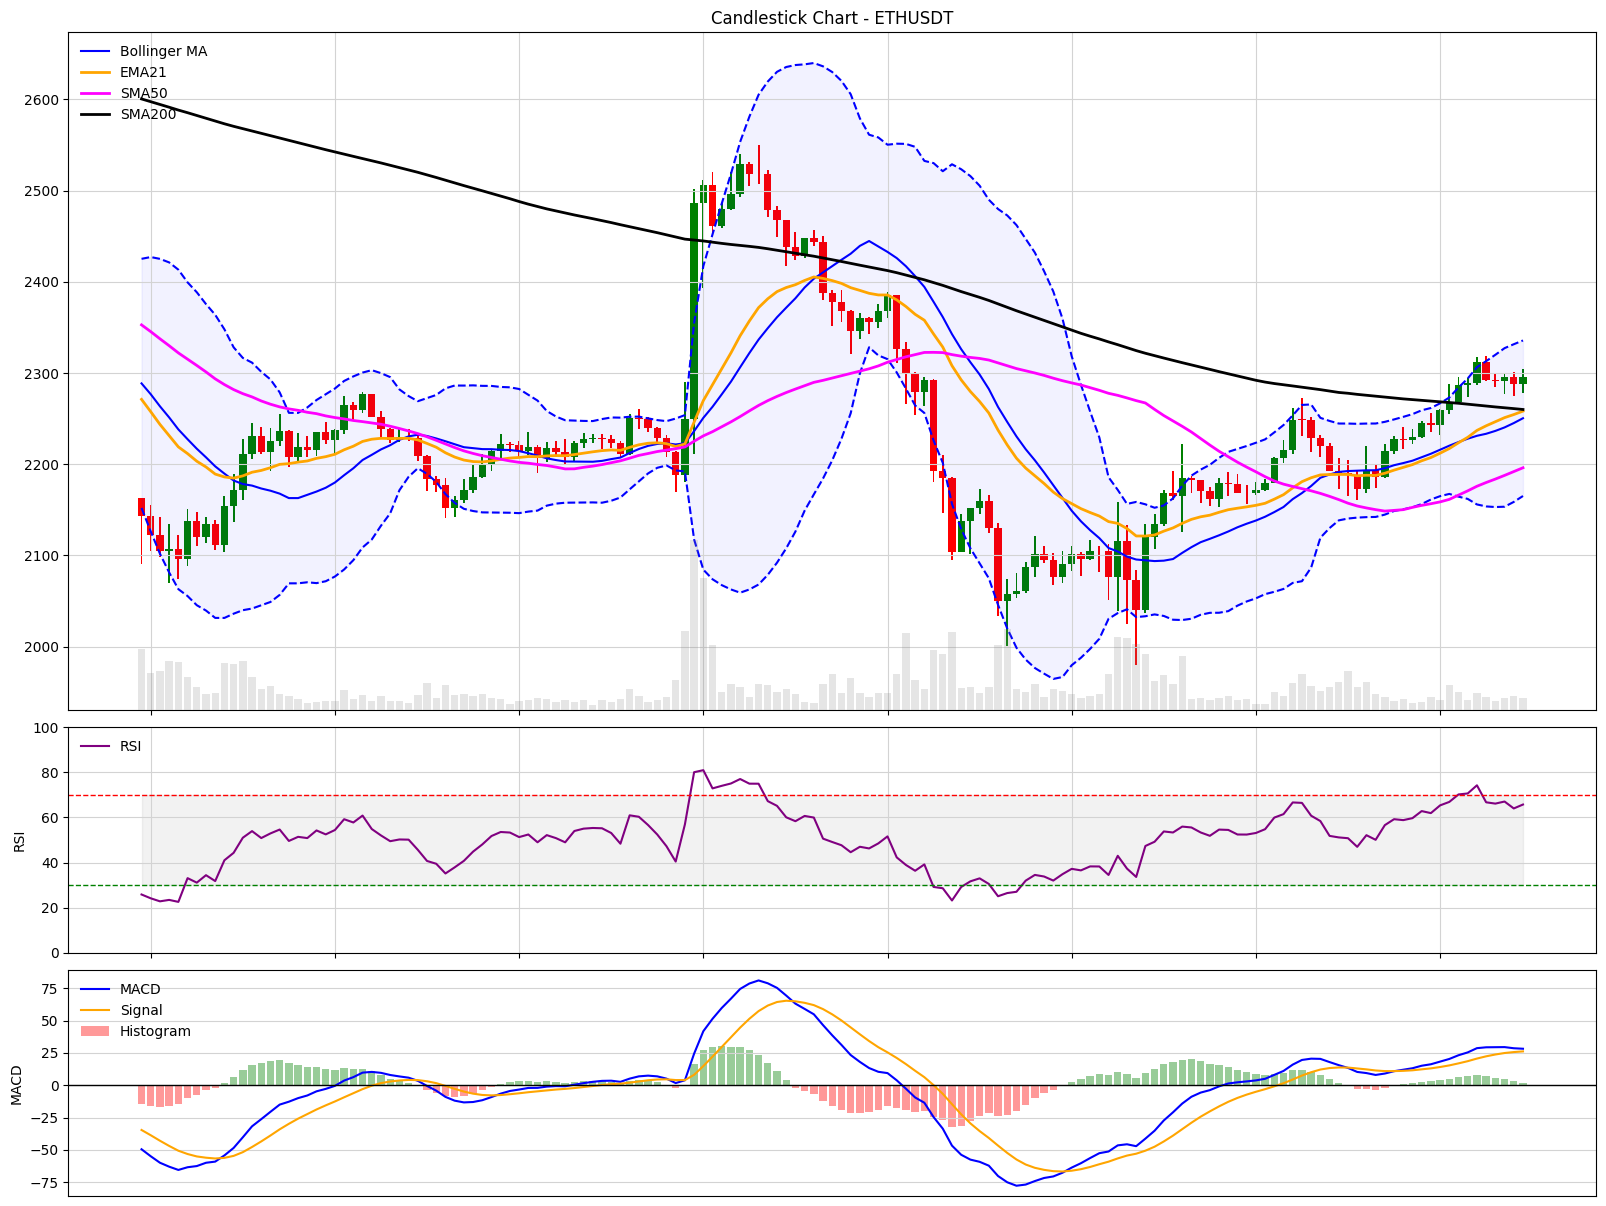 Candlestick Chart - ETHUSDT
Bollinger MA
EMA21
SMA50
SMA200
2600
2500
2400
2300
2200
2100
2000
100
80
60
40
20
0
RSI
RSI
75
50
25
0
−25
−50
−75
MACD
MACD
Signal
Histogram